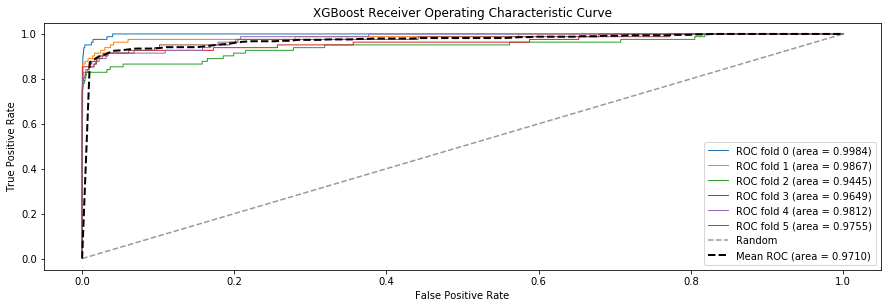 XGBoost Receiver Operating Characteristic Curve
True Positive Rate
1.0
0.8
0.6
0.4
0.2
0.0
ROC fold 0 (area = 0.9984)
ROC fold 1 (area = 0.9867)
ROC fold 2 (area = 0.9445)
ROC fold 3 (area = 0.9649)
ROC fold 4 (area = 0.9812)
ROC fold 5 (area = 0.9755)
Random
Mean ROC (area = 0.9710)
0.0 0.2 0.4 0.6 0.8 1.0
False Positive Rate